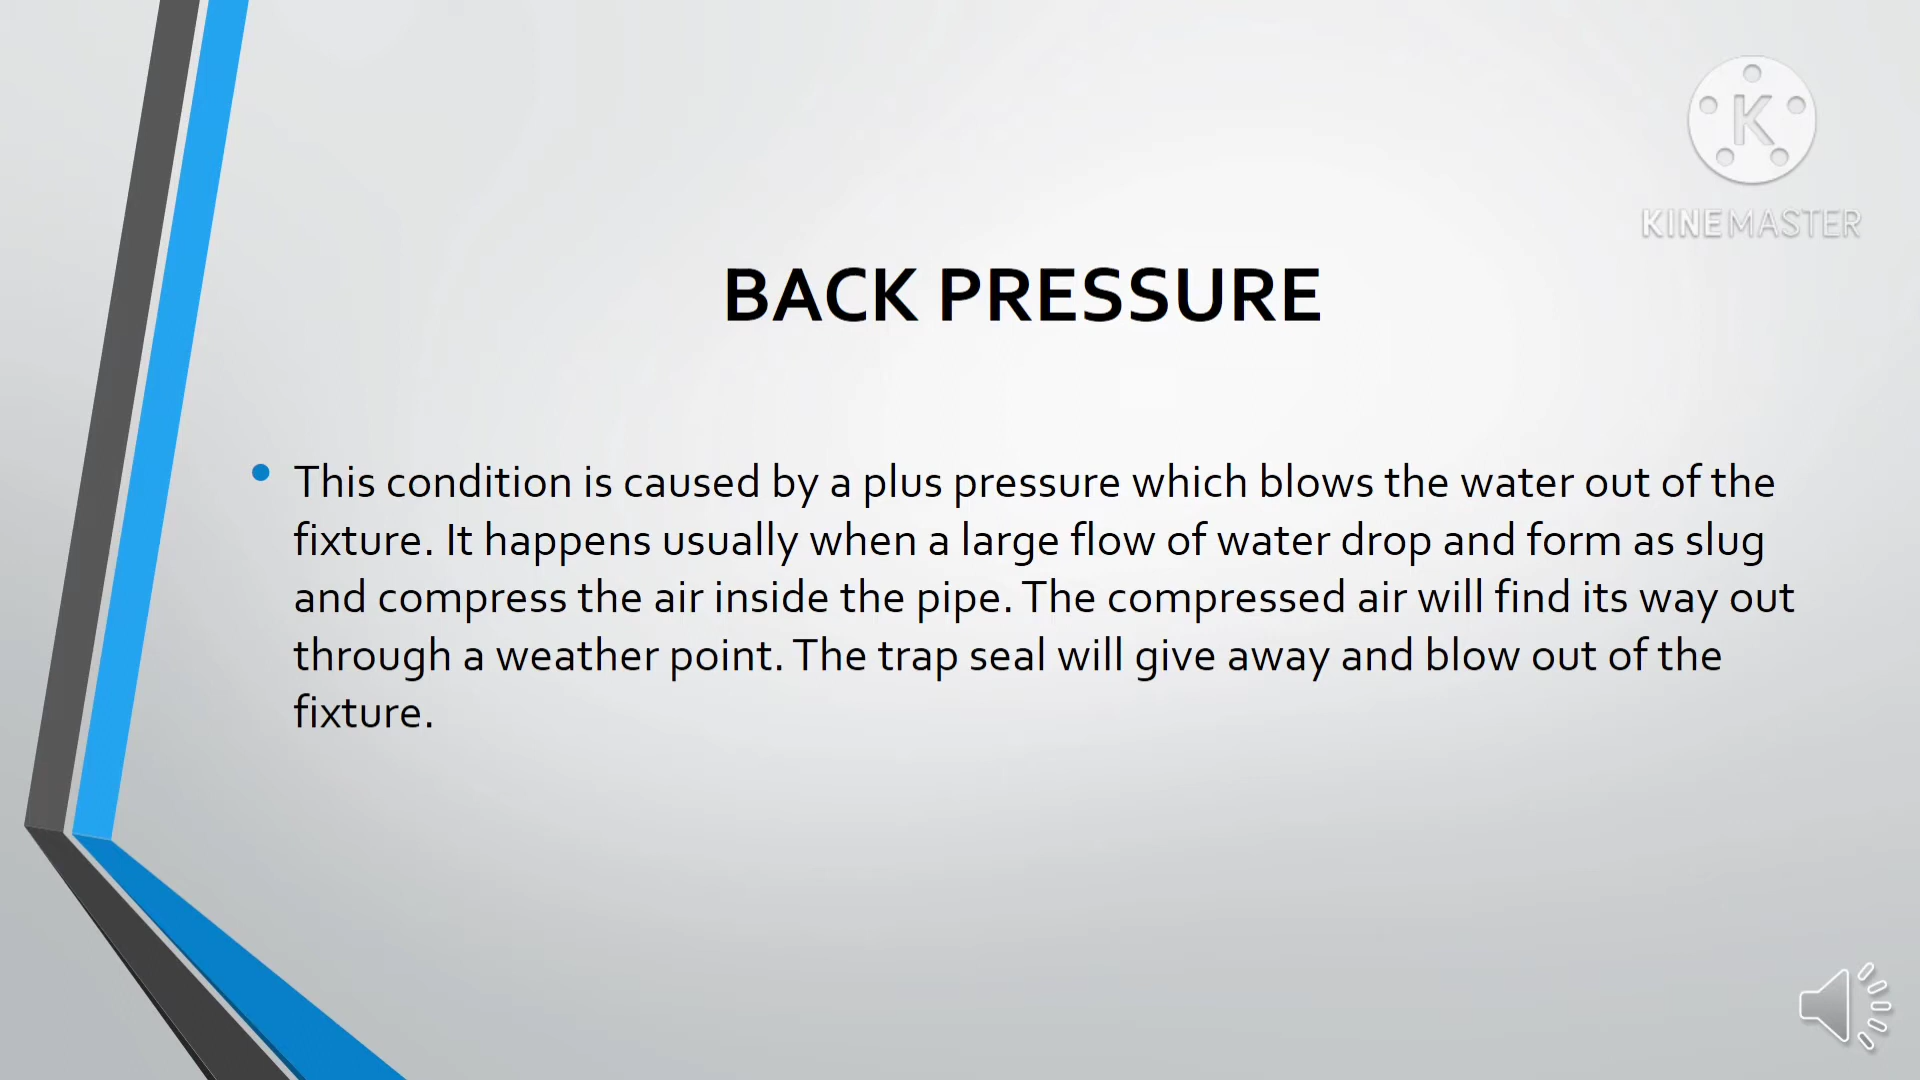 K
KINEMASTER
BACK PRESSURE
• This condition is caused by a plus pressure which blows the water out of the
fixture. It happens usually when a large flow of water drop and form as slug
and compress the air inside the pipe. The compressed air will find its way out
through a weather point. The trap seal will give away and blow out of the
fixture.